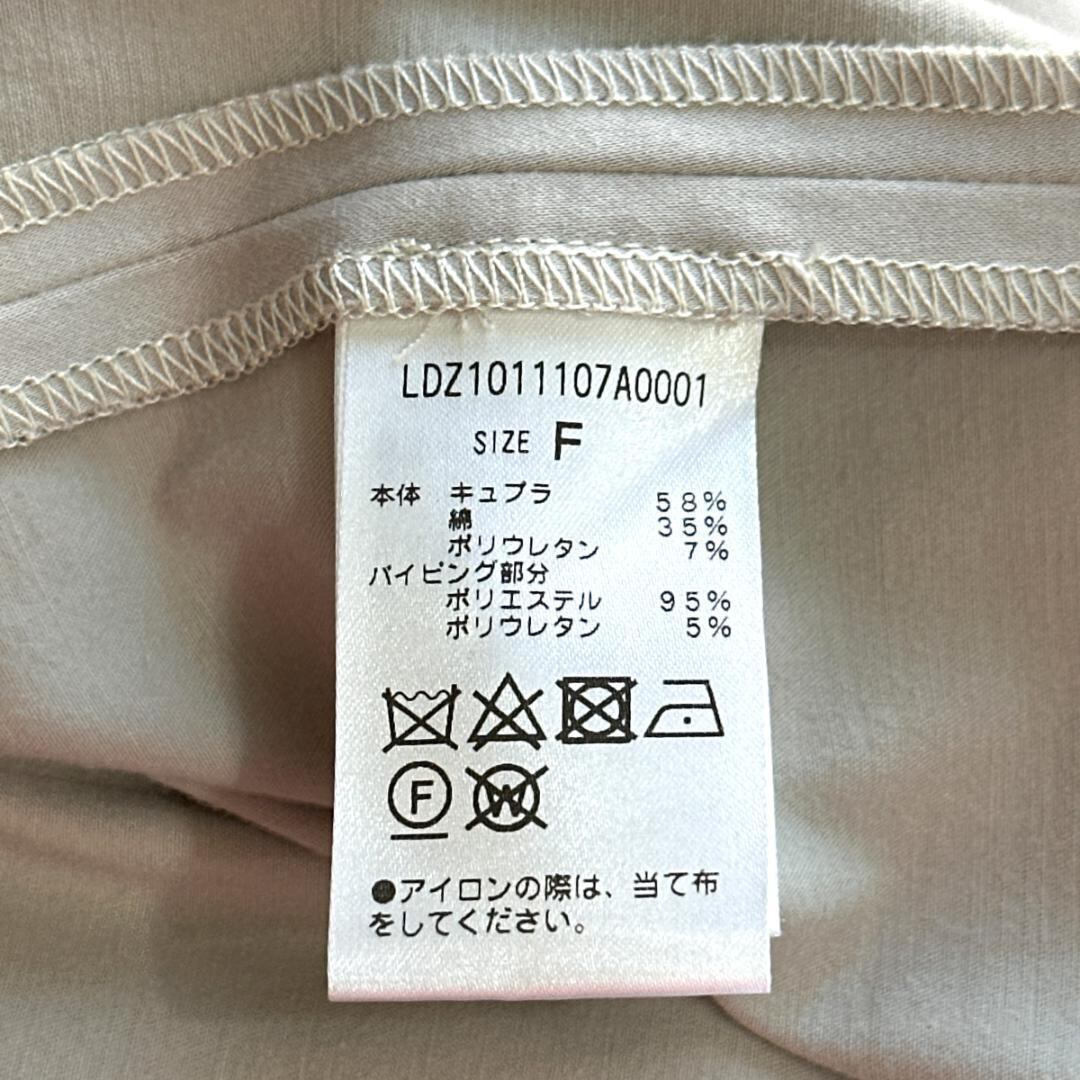 LDZ1011107A0001
SIZE F
本体 キュプラ 58%
綿 35%
ポリウレタン 7%
パイピング部分
ポリエステル 95%
ポリウレタン 5%
F W
●アイロンの際は、当て布
をしてください。